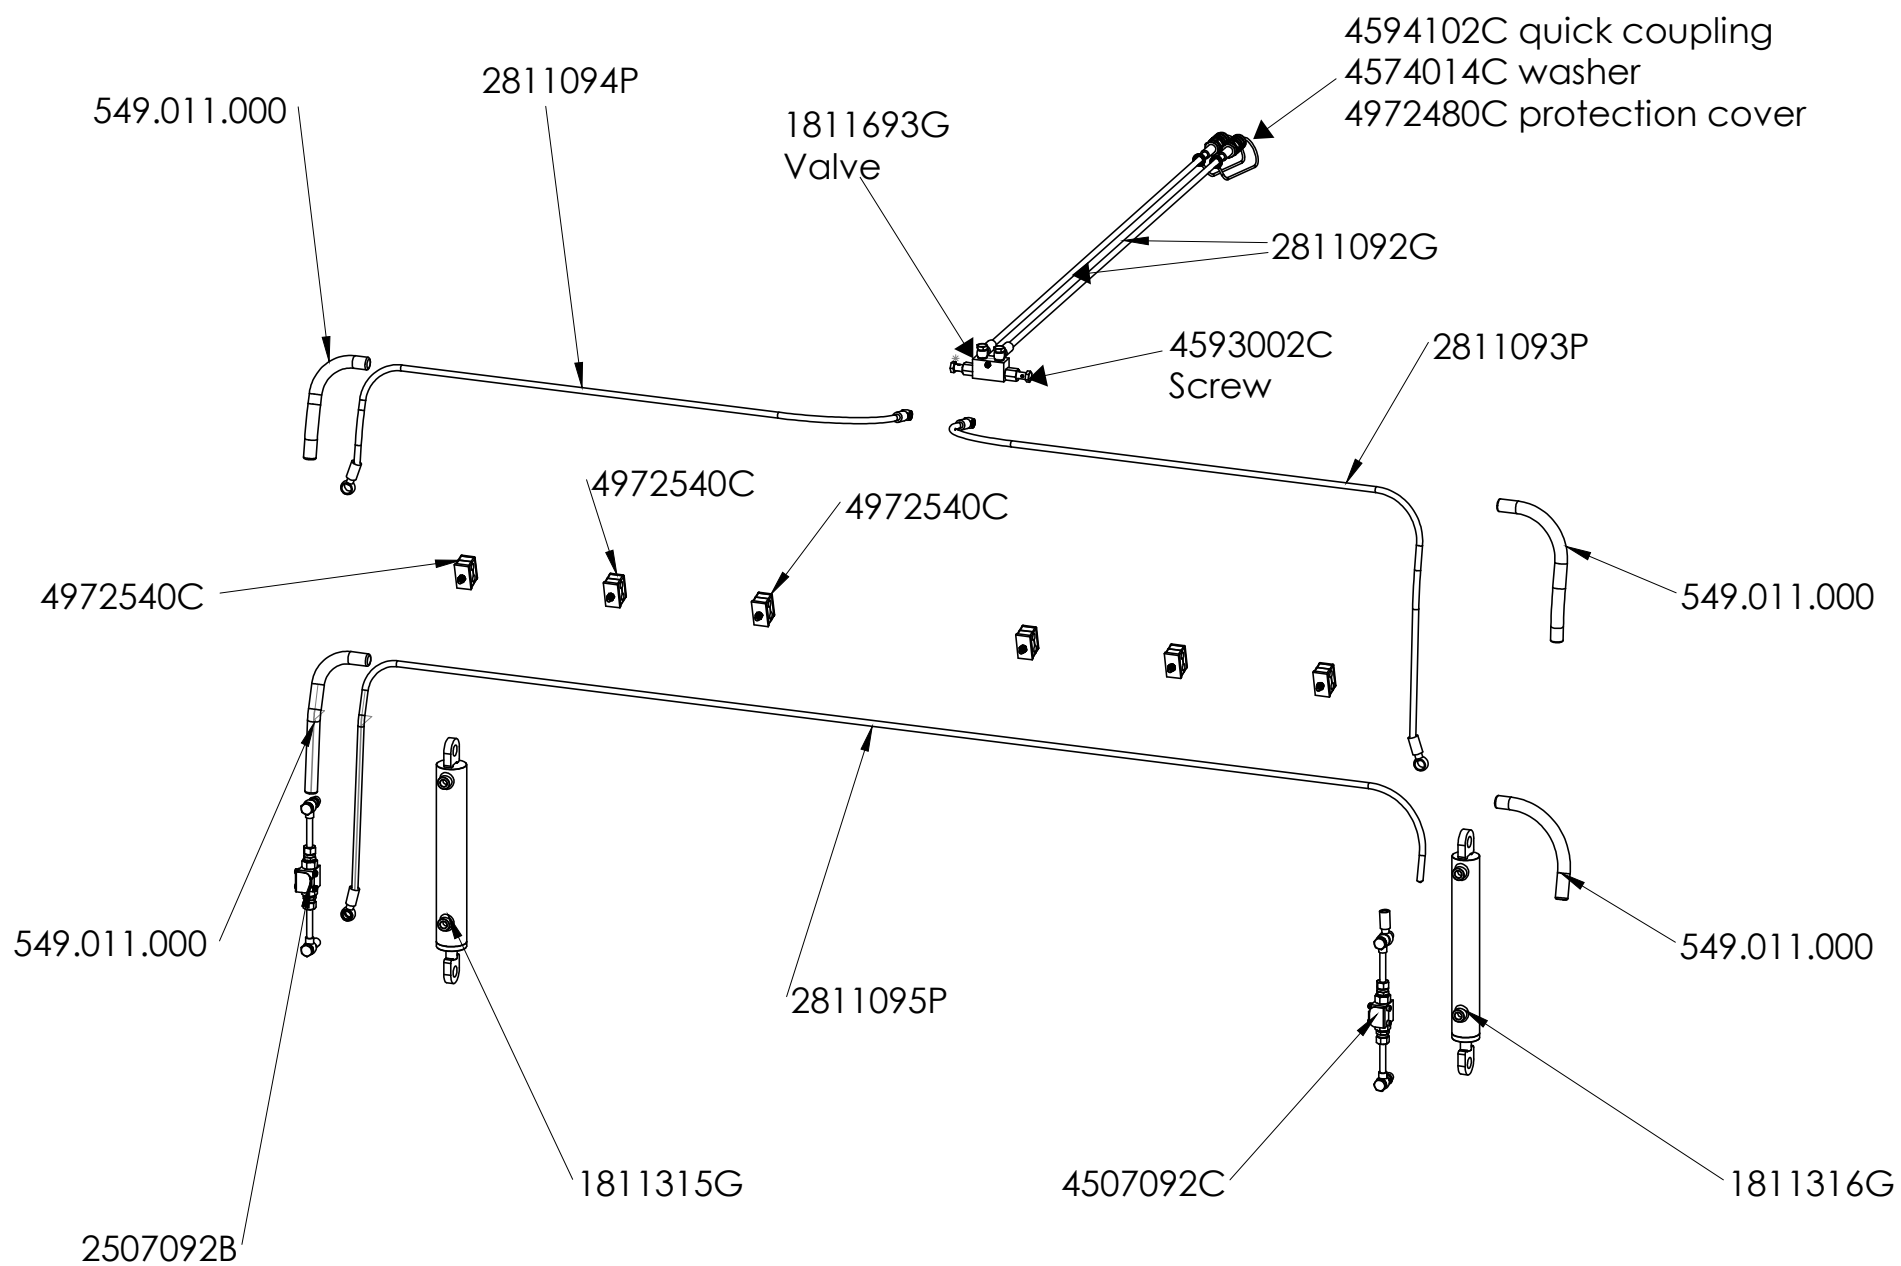 4594102C quick coupling
4574014C washer
4972480C protection cover
2811094P
549.011.000
1811693G
Valve
2811092G
4593002C
Screw
2811093P
4972540C
4972540C
4972540C
549.011.000
549.011.000
549.011.000
2811095P
1811315G
4507092C
1811316G
2507092B